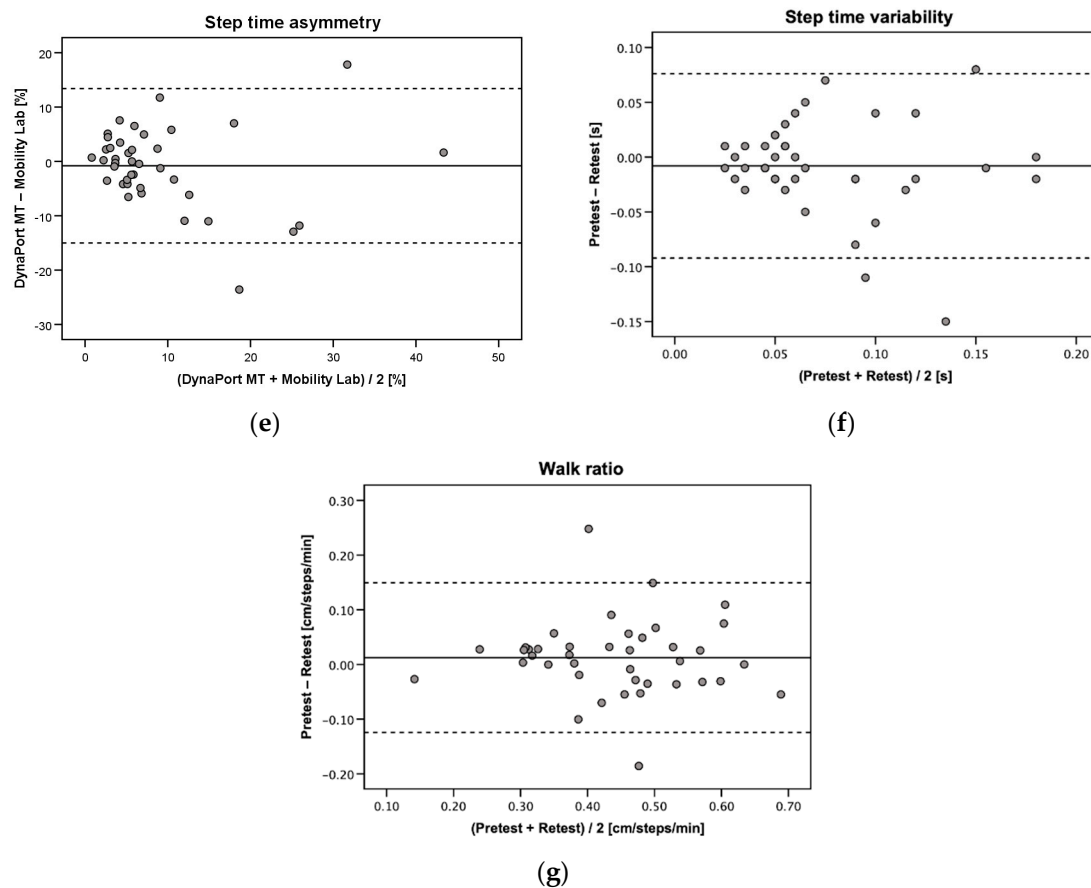 Step time asymmetry
20
10
0
-10
-20
-30
DynaPort MT – Mobility Lab [%]
0 10 20 30 40 50
(DynaPort MT + Mobility Lab) / 2 [%]
(e)
Step time variability
0.10
0.05
0.00
−0.05
−0.10
−0.15
Pretest – Retest [s]
0.00 0.05 0.10 0.15 0.20
(Pretest + Retest) / 2 [s]
(f)
Walk ratio
0.30
0.20
0.10
0.00
−0.10
−0.20
Pretest – Retest [cm/steps/min]
0.10 0.20 0.30 0.40 0.50 0.60 0.70
(Pretest + Retest) / 2 [cm/steps/min]
(g)